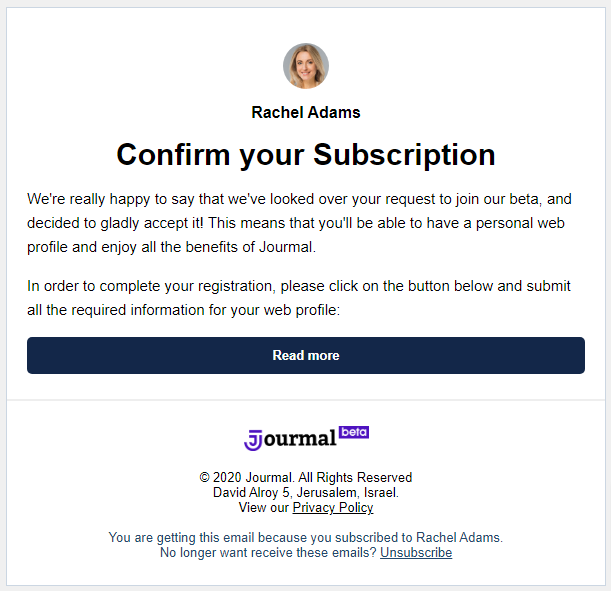 Rachel Adams
Confirm your Subscription
We're really happy to say that we've looked over your request to join our beta, and
decided to gladly accept it! This means that you'll be able to have a personal web
profile and enjoy all the benefits of Jourmal.
In order to complete your registration, please click on the button below and submit
all the required information for your web profile:
Read more
Jourmal beta
© 2020 Jourmal. All Rights Reserved
David Alroy 5, Jerusalem, Israel.
View our Privacy Policy
You are getting this email because you subscribed to Rachel Adams.
No longer want receive these emails? Unsubscribe